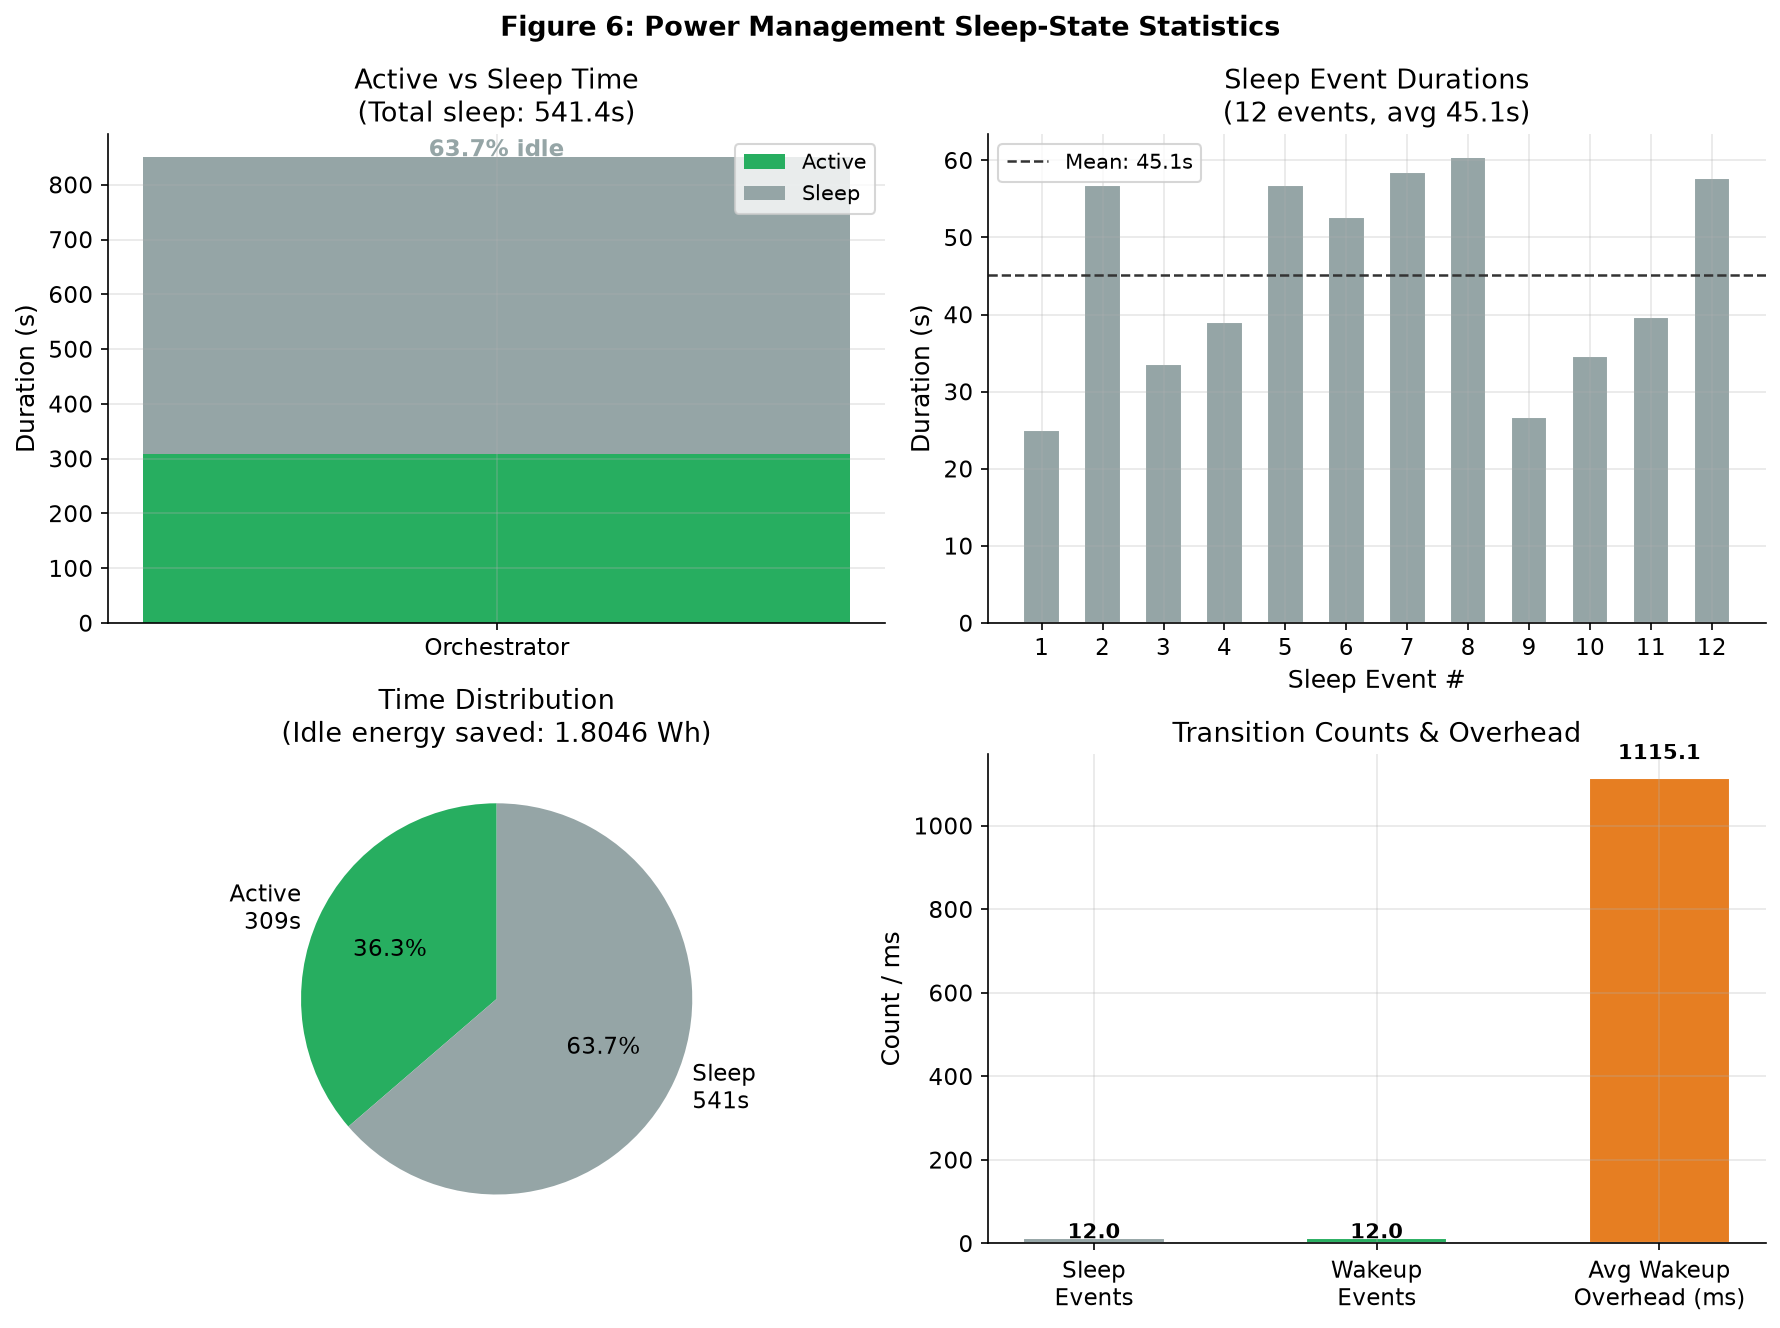 Figure 6: Power Management Sleep-State Statistics
Active vs Sleep Time
(Total sleep: 541.4s)
63.7% idle
Active
Sleep
Duration (s)
800
700
600
500
400
300
200
100
0
Orchestrator
Sleep Event Durations
(12 events, avg 45.1s)
Mean: 45.1s
Duration (s)
60
50
40
30
20
10
0
1 2 3 4 5 6 7 8 9 10 11 12
Sleep Event #
Time Distribution
(Idle energy saved: 1.8046 Wh)
Active
309s
36.3%
63.7%
Sleep
541s
Transition Counts & Overhead
1115.1
Count / ms
1000
800
600
400
200
0
12.0
12.0
Sleep
Events
Wakeup
Events
Avg Wakeup
Overhead (ms)